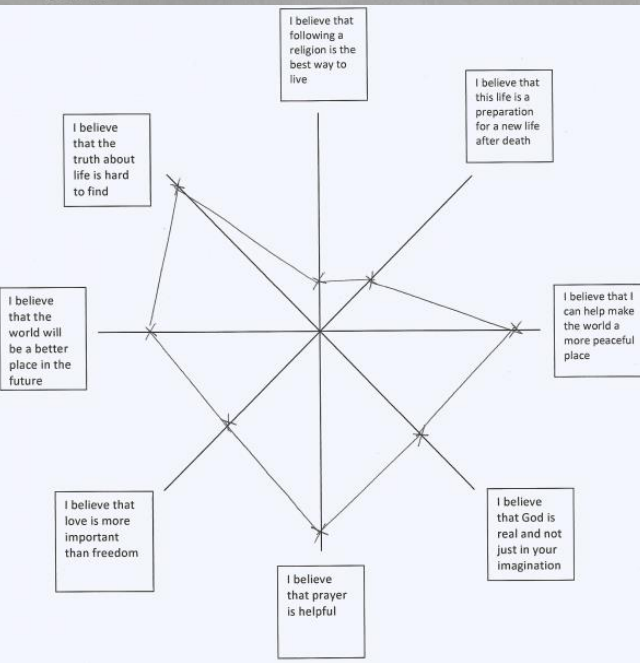 I believe that
following a
religion is the
best way to
live
I believe that
this life is a
preparation
for a new life
after death
I believe
that the
truth about
life is hard
to find
I believe
that the
world will
be a better
place in the
future
I believe that I
can help make
the world a
more peaceful
place
I believe that
love is more
important
than freedom
I believe
that God is
real and not
just in your
imagination
I believe
that prayer
is helpful